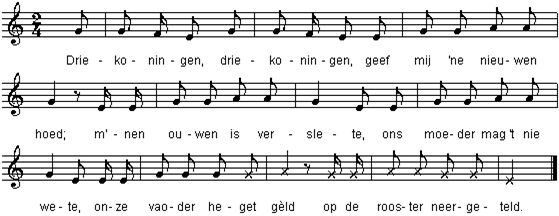 2
4
Drie - ko - nin - gen, drie - ko - nin - gen, geef mij 'ne nieu - wen
hoed; m' - nen ou - wen is ver - sle - te, ons moe - der mag 't nie
we - te, on - ze vao - der he - get gèld op de roos - ter neer - ge - teld.